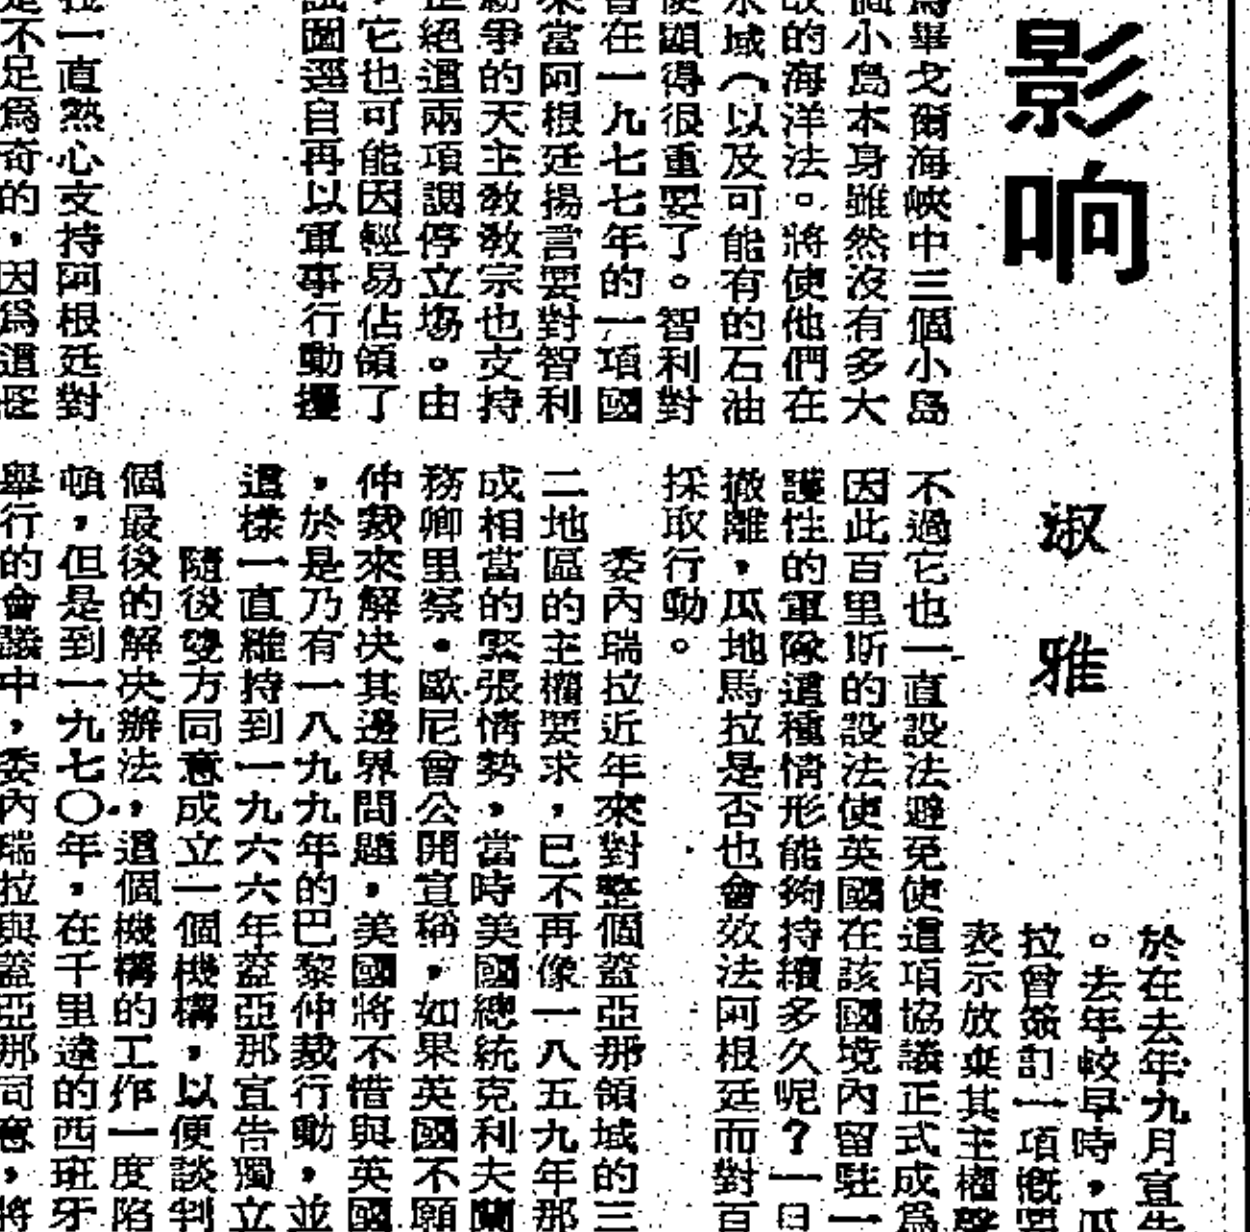 影响
淑雅
爲畢戈爾海峽中三個小島
個小島本身雖然沒有多大
的海洋法。將使他們在
水域（以及可能有的石油
使顯得很重要了。智利對
曾在一九七七年的一項國
來當阿根廷揚言要對智利
爭的天主敎敎宗也支持
拒絕這兩項調停立場。由
，它也可能因輕易佔領了
試圖逕自再以軍事行動攫
拉一直熱心支持阿根廷對
是不足爲奇的，因爲這
於在去年九月宣告
。去年較早時，瓜
拉曾簽訂一項槪要
表示放棄其主權聲
不過它也一直設法避免使這項協議正式成爲
因此百里斯的設法使英國在該國境內留駐一
護性的軍隊這種情形能夠持續多久呢？一旦
撤離，瓜地馬拉是否也會效法阿根廷而對百
採取行動。
委內瑞拉近年來對整個蓋亞那領域的三
二地區的主權要求，已不再像一八五九年那
成相當的緊張情勢，當時美國總統克利夫蘭
務卿里察．歐尼曾公開宣稱，如果英國不願
仲裁來解决其邊界問題，美國將不惜與英國
，於是乃有一八九九年的巴黎仲裁行動，並
這樣一直維持到一九六六年蓋亞那宣告獨立
隨後雙方同意成立一個機構，以便談判
個最後的解决辦法，這個機構的工作一度陷
頓，但是到一九七〇年，在千里達的西班牙
舉行的會議中，委內瑞拉與蓋亞那同意，將